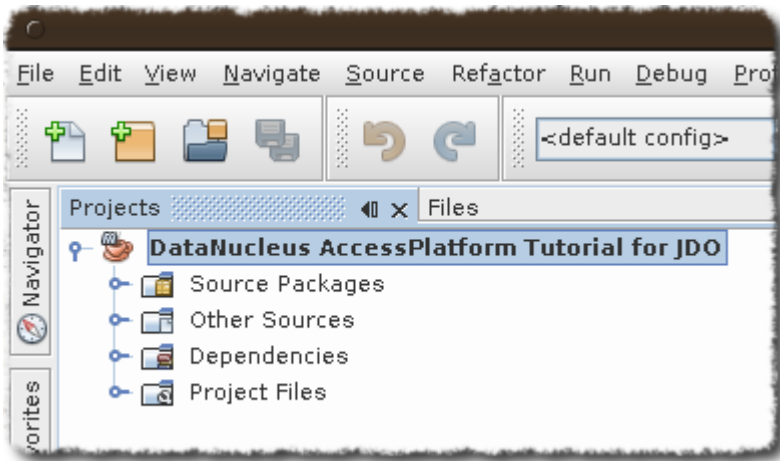 File Edit View Navigate Source Refactor Run Debug
<default config>
Projects Files
Navigator
DataNucleus AccessPlatform Tutorial for JDO
Source Packages
Other Sources
Dependencies
Project Files